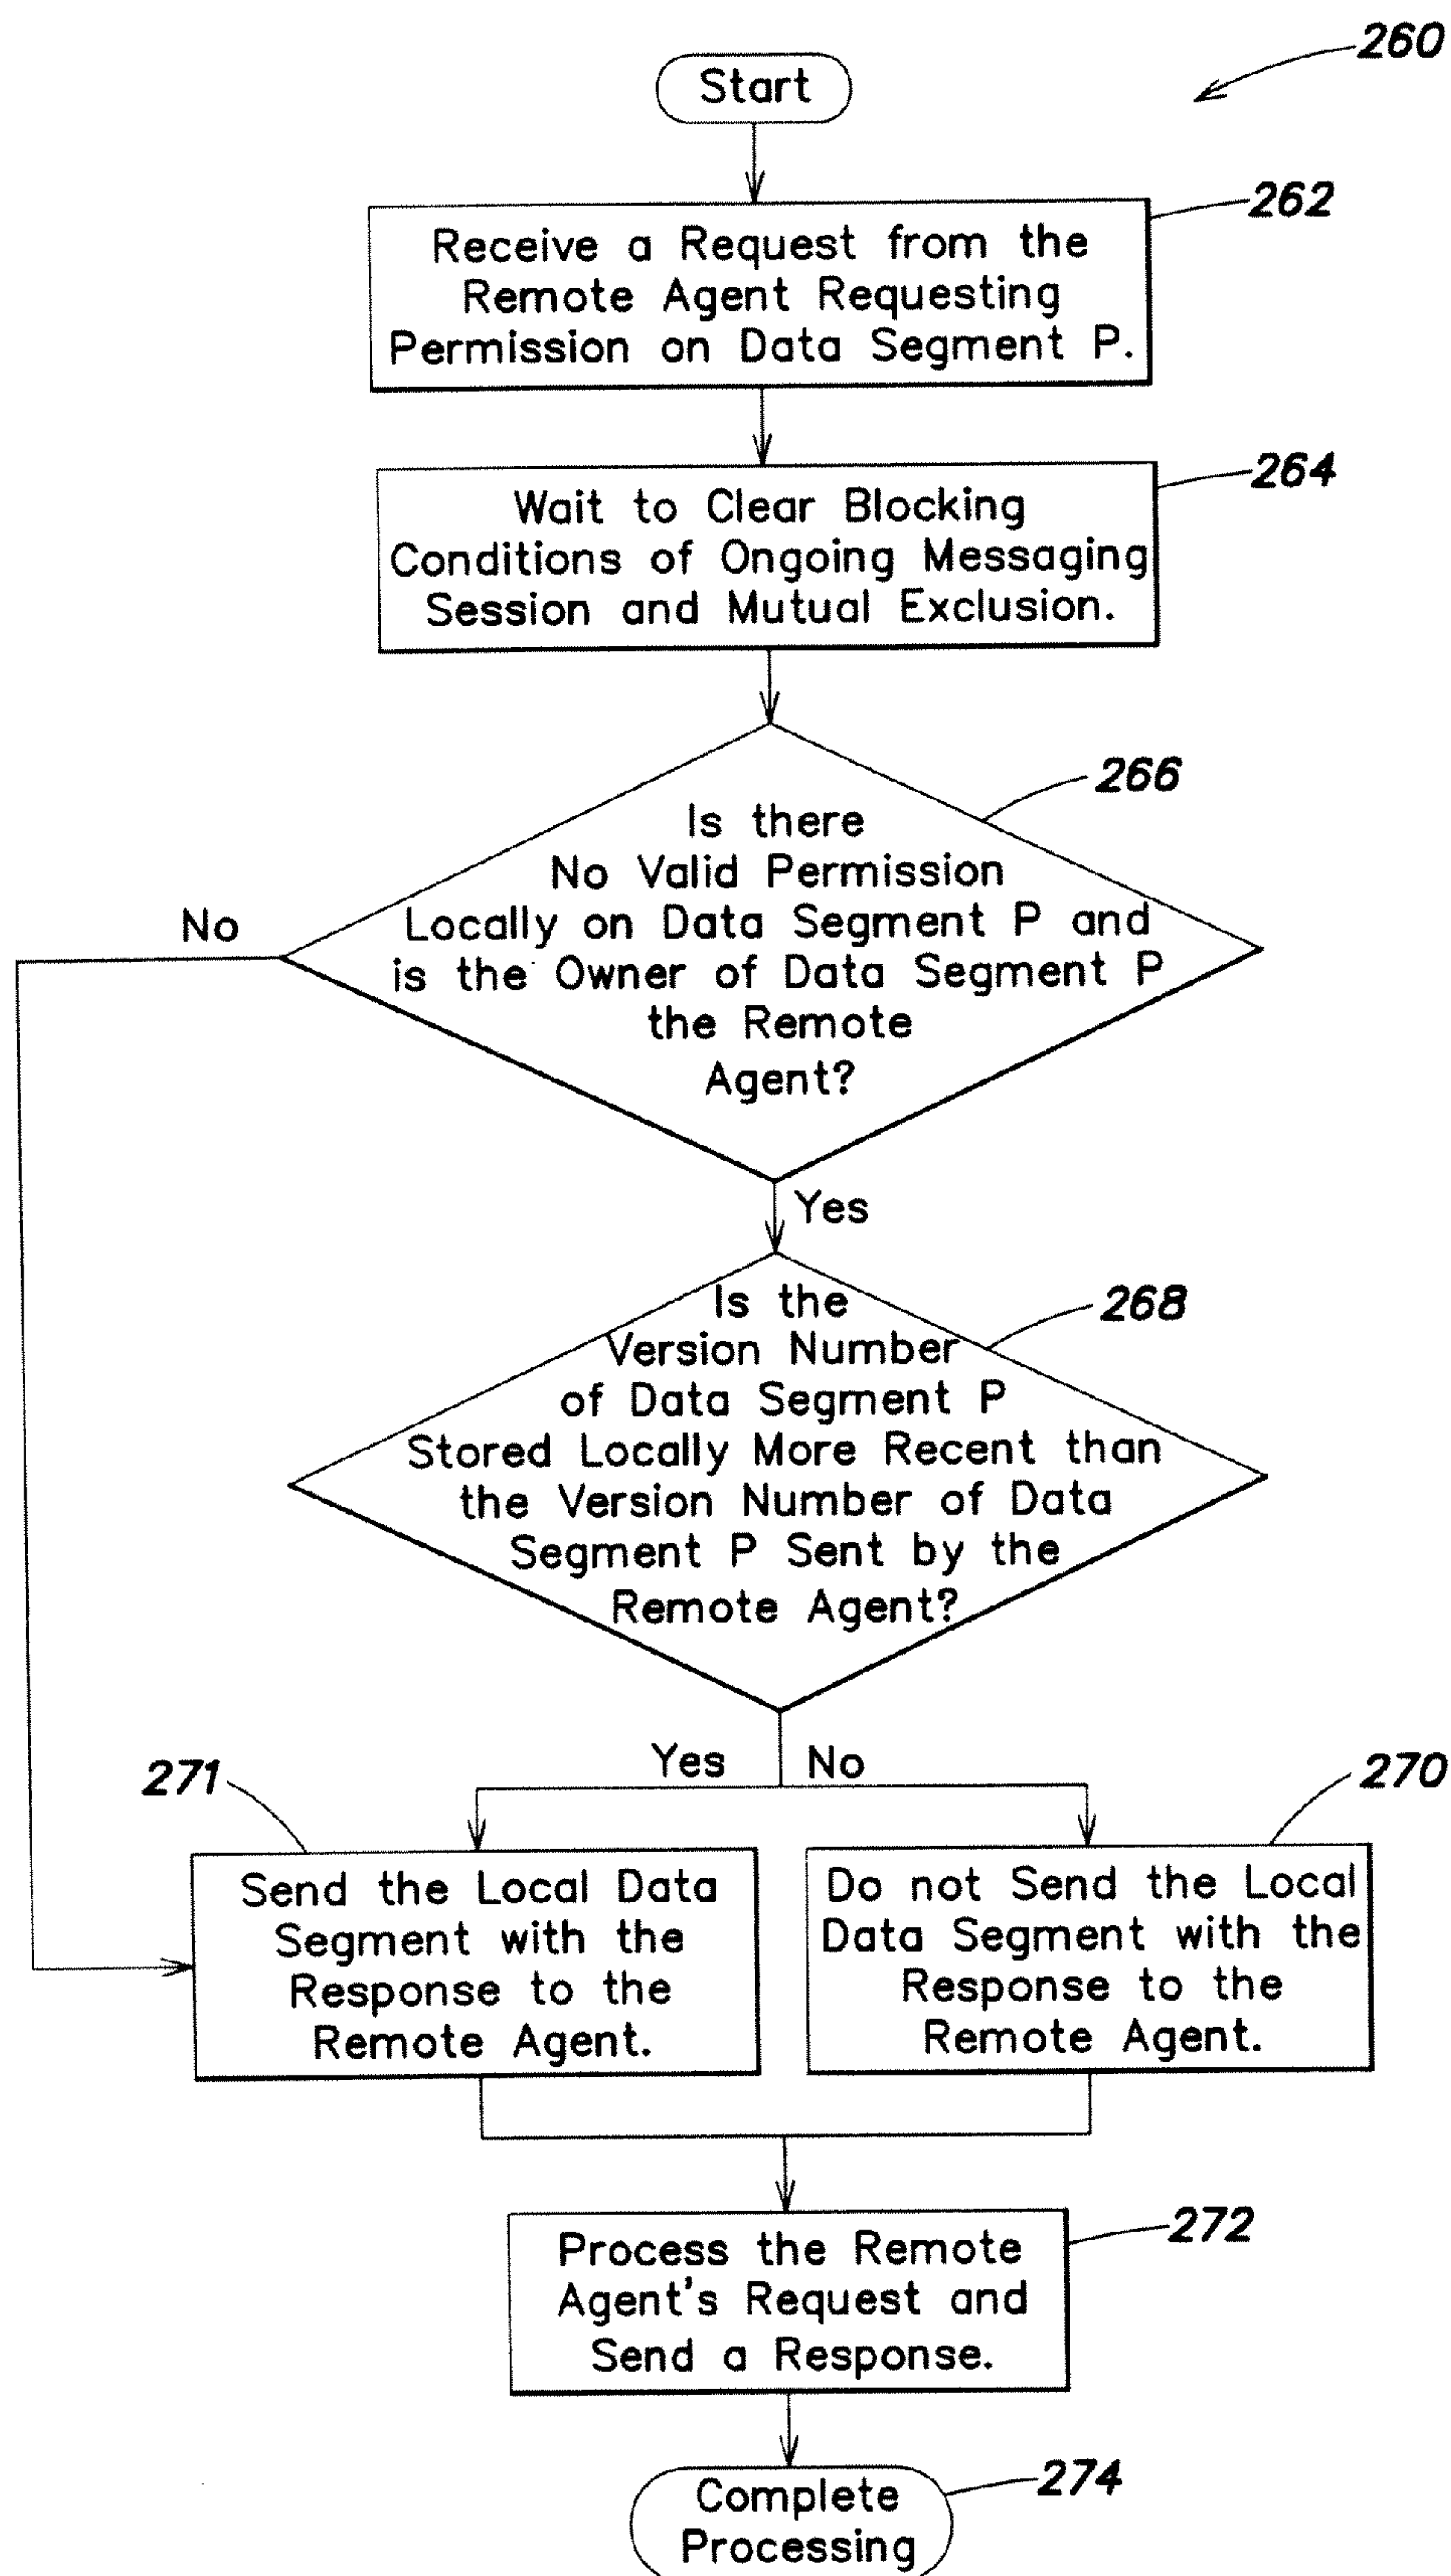 260
Start
262
Receive a Request from the
Remote Agent Requesting
Permission on Data Segment P.
264
Wait to Clear Blocking
Conditions of Ongoing Messaging
Session and Mutual Exclusion.
266
Is there
No Valid Permission
Locally on Data Segment P and
is the Owner of Data Segment P
the Remote
Agent?
No
Yes
268
Is the
Version Number
of Data Segment P
Stored Locally More Recent than
the Version Number of Data
Segment P Sent by the
Remote Agent?
Yes
No
271
Send the Local Data
Segment with the
Response to the
Remote Agent.
270
Do not Send the Local
Data Segment with the
Response to the
Remote Agent.
272
Process the Remote
Agent's Request and
Send a Response.
274
Complete
Processing